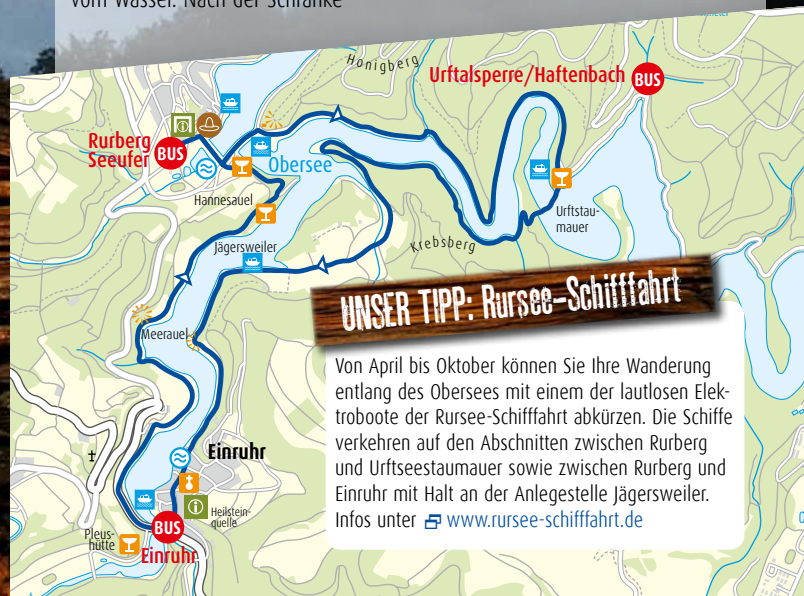 vom Wasser. Nach der Schranke
Honigberg
Urftalsperre/Haftenbach BUS
Rurberg
Seeufer BUS
Obersee
Hannesauel
Urftstau-
mauer
Krebsberg
Jägersweiler
UNSER TIPP: Rursee-Schifffahrt
Meerauel
Von April bis Oktober können Sie Ihre Wanderung
entlang des Obersees mit einem der lautlosen Elek-
troboote der Rursee-Schifffahrt abkürzen. Die Schiffe
verkehren auf den Abschnitten zwischen Rurberg
und Urftseestaumauer sowie zwischen Rurberg und
Einruhr mit Halt an der Anlegestelle Jägersweiler.
Infos unter www.rursee-schifffahrt.de
Einruhr
Heilstein-
quelle
Pleus-
hütte
BUS
Einruhr